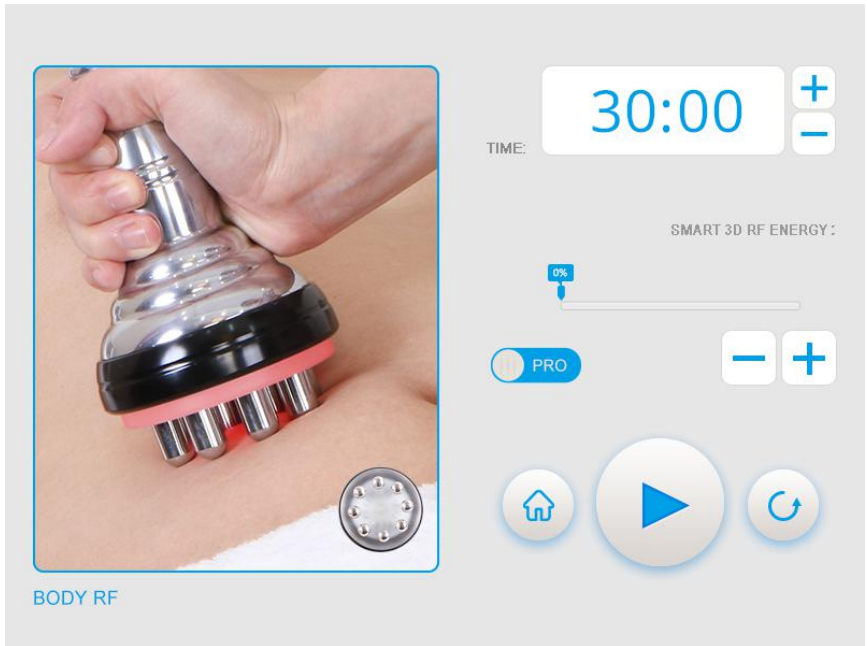 30:00
TIME:
SMART 3D RF ENERGY:
0%
PRO
BODY RF